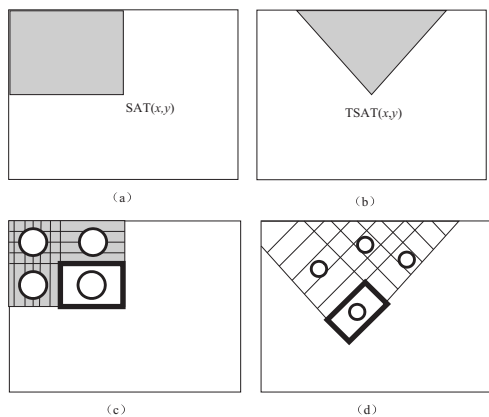 SAT(x,y)
TSAT(x,y)
（a）
（b）
（c）
（d）